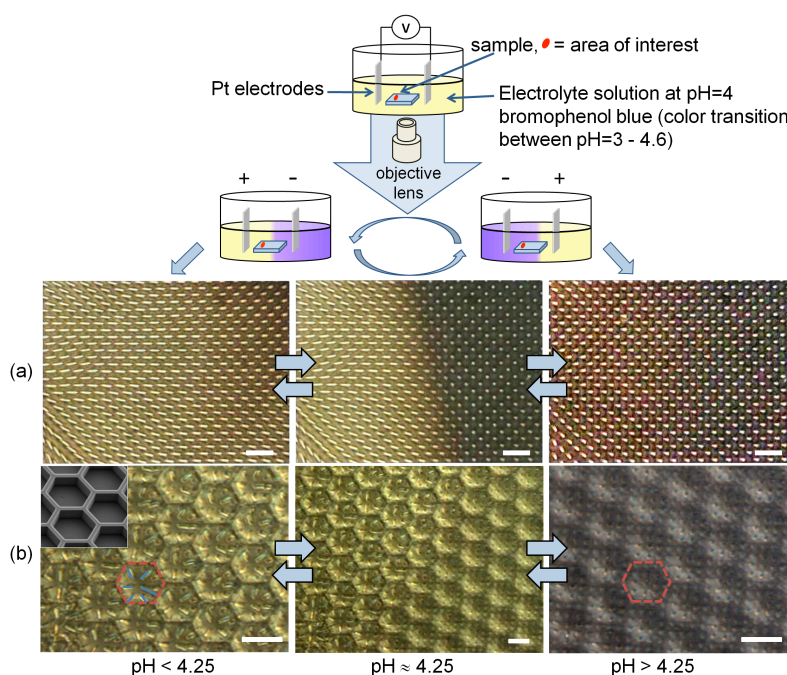 V
sample, = area of interest
Pt electrodes
Electrolyte solution at pH=4
bromophenol blue (color transition
between pH=3 - 4.6)
objective
lens
+ -
- +
(a)
(b)
pH < 4.25
pH ≈ 4.25
pH > 4.25